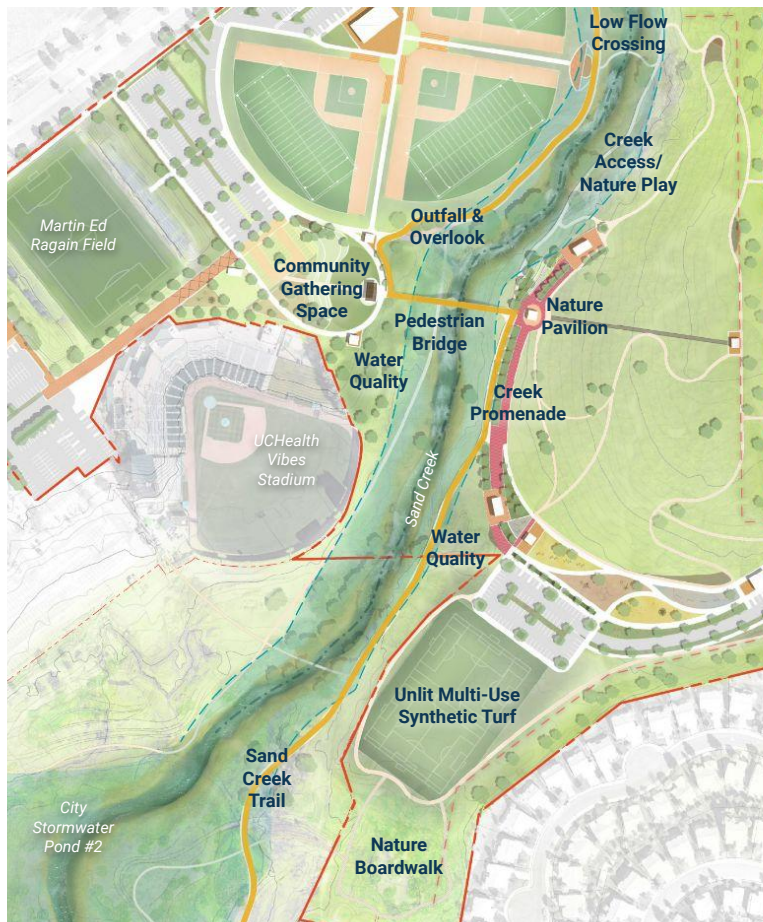 Low Flow
Crossing
Creek
Access/
Nature Play
Martin Ed
Ragain Field
Outfall &
Overlook
Community
Gathering
Space
Nature
Pavilion
Pedestrian
Bridge
Water
Quality
Creek
Promenade
UCHealth
Vibes
Stadium
Sand Creek
Water
Quality
Unlit Multi-Use
Synthetic Turf
Sand
Creek
Trail
City
Stormwater
Pond #2
Nature
Boardwalk